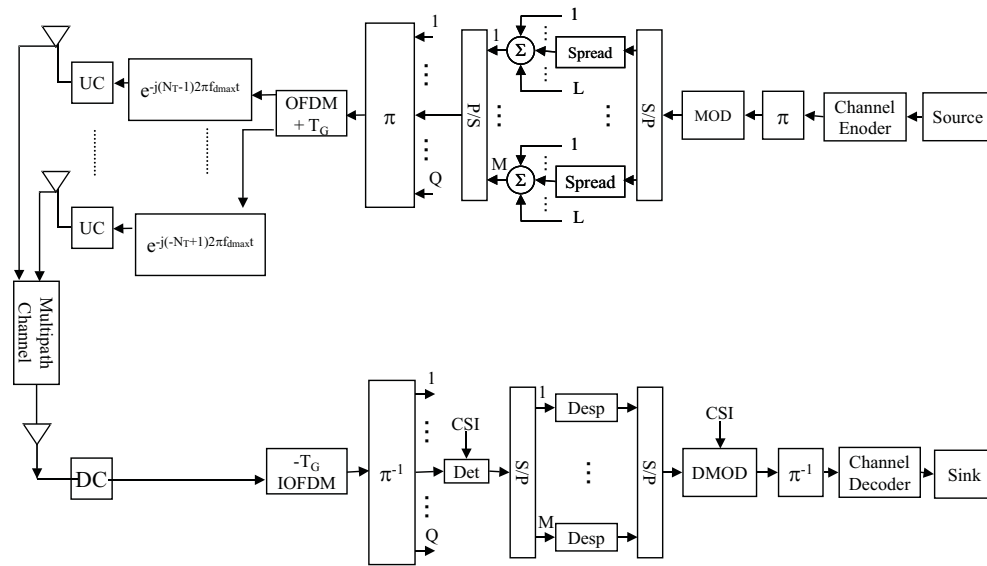 1
1
1
Σ
Spread
L
UC
e-j(NT-1)2πfdmaxt
OFDM
+ TG
π
P/S
S/P
MOD
π
Channel
Enoder
Source
M
1
Σ
Spread
L
Q
UC
e-j(-NT+1)2πfdmaxt
Multipath
Channel
1
1
CSI
CSI
Desp
DC
-TG
IOFDM
π-1
Det
S/P
S/P
DMOD
π-1
Channel
Decoder
Sink
Q
M
Desp